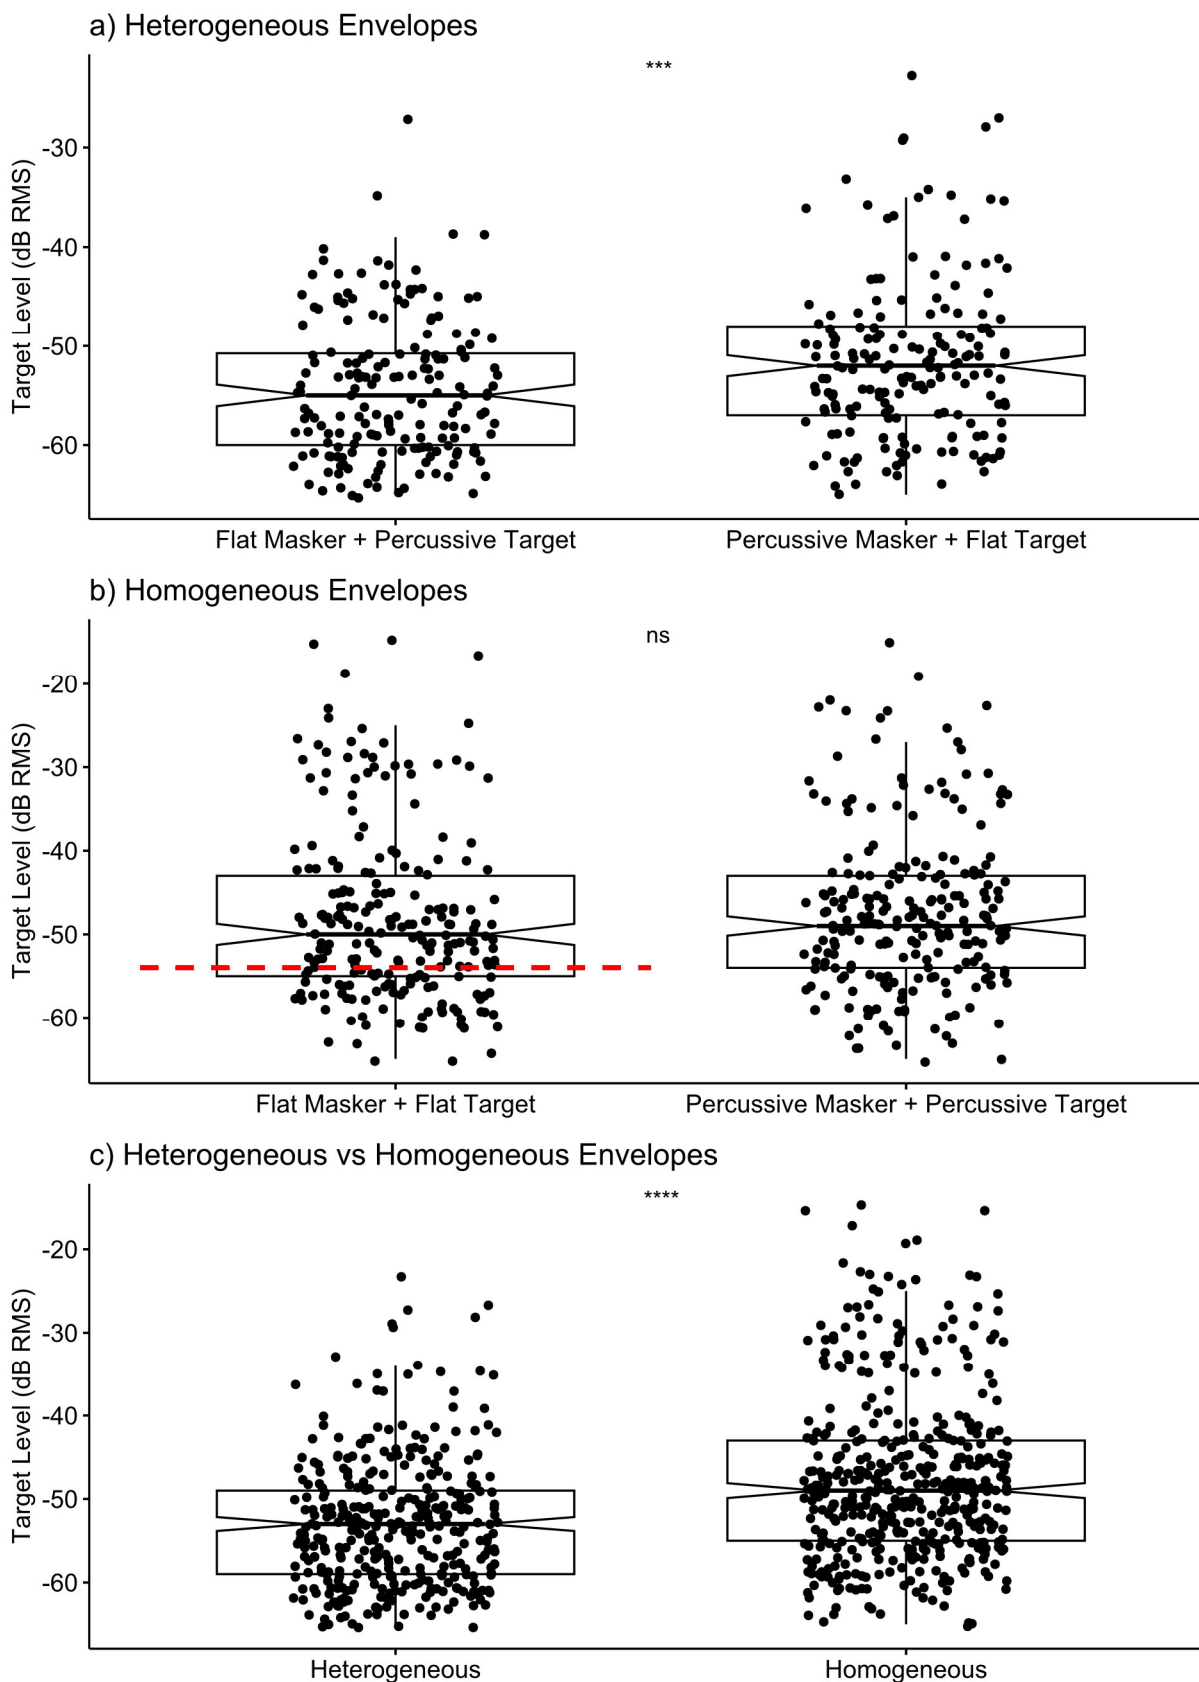 a) Heterogeneous Envelopes
***
Target Level (dB RMS)
-30
-40
-50
-60
Flat Masker + Percussive Target
Percussive Masker + Flat Target
b) Homogeneous Envelopes
ns
Target Level (dB RMS)
-20
-30
-40
-50
-60
Flat Masker + Flat Target
Percussive Masker + Percussive Target
c) Heterogeneous vs Homogeneous Envelopes
****
Target Level (dB RMS)
-20
-30
-40
-50
-60
Heterogeneous
Homogeneous